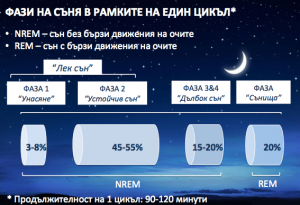 ФАЗИ НА СЪНЯ В РАМКИТЕ НА ЕДИН ЦИКЪЛ*
• NREM – сън без бързи движения на очите
• REM – сън с бързи движения на очите
"Лек сън"
ФАЗА 1 ФАЗА 2 ФАЗА 3&4 ФАЗА
"Унасяне" "Устойчив сън" "Дълбок сън" "Сънища"
3-8% 45-55% 15-20% 20%
NREM REM
* Продължителност на 1 цикъл: 90-120 минути